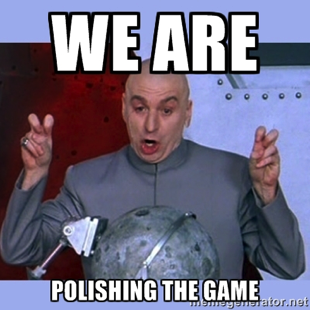 WE ARE
POLISHING THE GAME
memegenerator.net